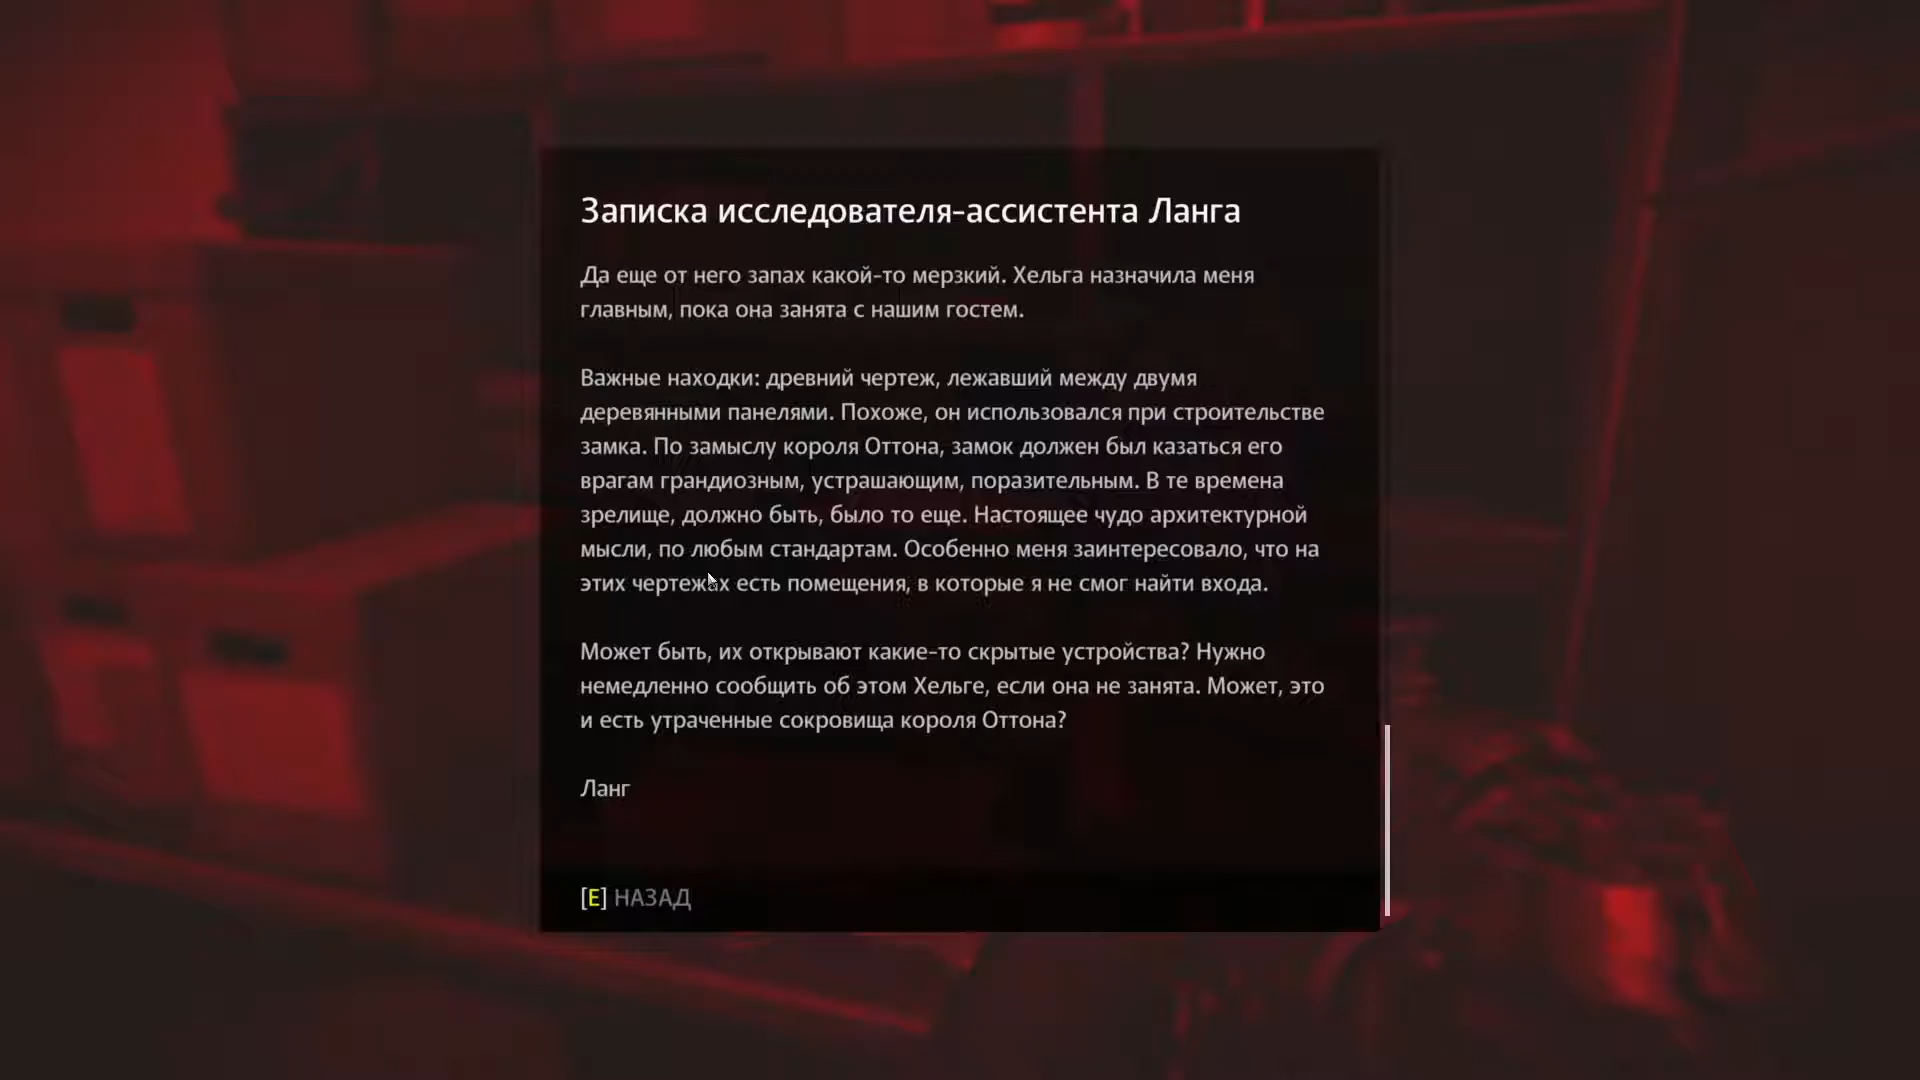 Записка исследователя-ассистента Ланга
Да еще от него запах какой-то мерзкий. Хельга назначила меня
главным, пока она занята с нашим гостем.
Важные находки: древний чертеж, лежавший между двумя
деревянными панелями. Похоже, он использовался при строительстве
замка. По замыслу короля Оттона, замок должен был казаться его
врагам грандиозным, устрашающим, поразительным. В те времена
зрелище, должно быть, было то еще. Настоящее чудо архитектурной
мысли, по любым стандартам. Особенно меня заинтересовало, что на
этих чертежах есть помещения, в которые я не смог найти входа.
Может быть, их открывают какие-то скрытые устройства? Нужно
немедленно сообщить об этом Хельге, если она не занята. Может, это
и есть утраченные сокровища короля Оттона?
Ланг
[E] НАЗАД